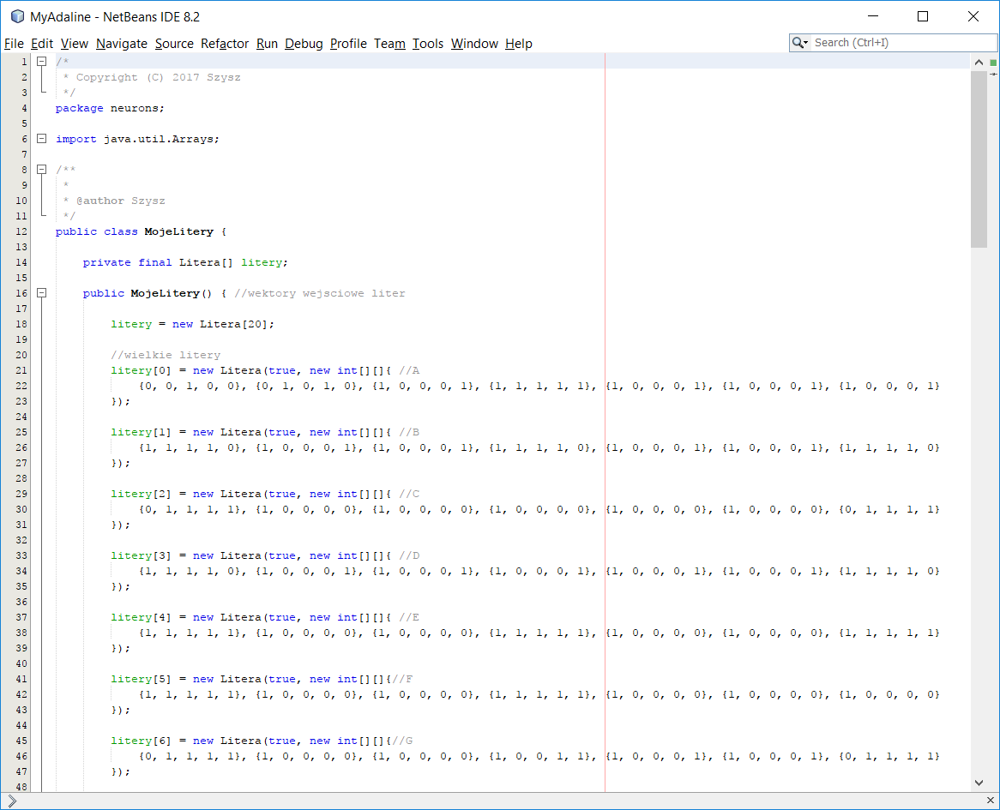 MyAdaline - NetBeans IDE 8.2
File Edit View Navigate Source Refactor Run Debug Profile Team Tools Window Help Search (Ctrl+I)
1 /*
2 * Copyright (C) 2017 Szysz
3 */
4 package neurons;
5
6 import java.util.Arrays;
7
8 /**
9 *
10 * @author Szysz
11 */
12 public class MojeLitery {
13
14 private final Litera[] litery;
15
16 public MojeLitery() { //wektory wejsciowe liter
17
18 litery = new Litera[20];
19
20 //wielkie litery
21 litery[0] = new Litera(true, new int[][]{ //A
22 {0, 0, 1, 0, 0}, {0, 1, 0, 1, 0}, {1, 0, 0, 0, 1}, {1, 1, 1, 1, 1}, {1, 0, 0, 0, 1}, {1, 0, 0, 0, 1}, {1, 0, 0, 0, 1}
23 });
24
25 litery[1] = new Litera(true, new int[][]{ //B
26 {1, 1, 1, 1, 0}, {1, 0, 0, 0, 1}, {1, 0, 0, 0, 1}, {1, 1, 1, 1, 0}, {1, 0, 0, 0, 1}, {1, 0, 0, 0, 1}, {1, 1, 1, 1, 0}
27 });
28
29 litery[2] = new Litera(true, new int[][]{ //C
30 {0, 1, 1, 1, 1}, {1, 0, 0, 0, 0}, {1, 0, 0, 0, 0}, {1, 0, 0, 0, 0}, {1, 0, 0, 0, 0}, {1, 0, 0, 0, 0}, {0, 1, 1, 1, 1}
31 });
32
33 litery[3] = new Litera(true, new int[][]{ //D
34 {1, 1, 1, 1, 0}, {1, 0, 0, 0, 1}, {1, 0, 0, 0, 1}, {1, 0, 0, 0, 1}, {1, 0, 0, 0, 1}, {1, 0, 0, 0, 1}, {1, 1, 1, 1, 0}
35 });
36
37 litery[4] = new Litera(true, new int[][]{ //E
38 {1, 1, 1, 1, 1}, {1, 0, 0, 0, 0}, {1, 0, 0, 0, 0}, {1, 1, 1, 1, 1}, {1, 0, 0, 0, 0}, {1, 0, 0, 0, 0}, {1, 1, 1, 1, 1}
39 });
40
41 litery[5] = new Litera(true, new int[][]{//F
42 {1, 1, 1, 1, 1}, {1, 0, 0, 0, 0}, {1, 0, 0, 0, 0}, {1, 1, 1, 1, 1}, {1, 0, 0, 0, 0}, {1, 0, 0, 0, 0}, {1, 0, 0, 0, 0}
43 });
44
45 litery[6] = new Litera(true, new int[][]{//G
46 {0, 1, 1, 1, 1}, {1, 0, 0, 0, 0}, {1, 0, 0, 0, 0}, {1, 0, 0, 1, 1}, {1, 0, 0, 0, 1}, {1, 0, 0, 0, 1}, {0, 1, 1, 1, 1}
47 });
48